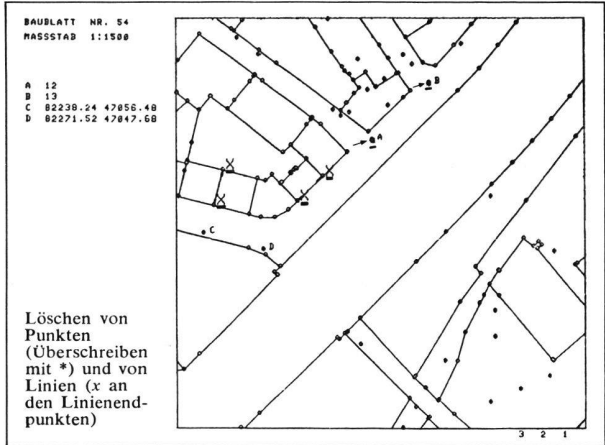 BAUBLATT NR. 54
MASSSTAB 1:1500
A 12
B 13
C 82238.24 47056.48
D 82271.52 47047.68
B
A
X
X
X
X
C
D
Löschen von
Punkten
(Überschreiben
mit *) und von
Linien (x an
den Linienend-
punkten)
3 2 1